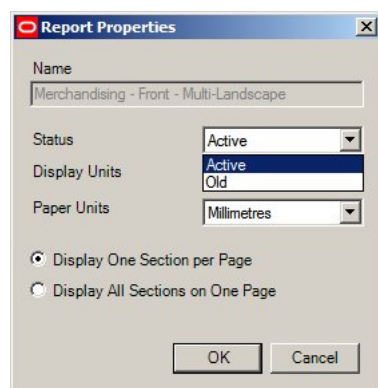 Report Properties
Name
Merchandising - Front - Multi-Landscape
Status
Active
Active
Display Units
Old
Paper Units
Millimetres
Display One Section per Page
Display All Sections on One Page
OK
Cancel